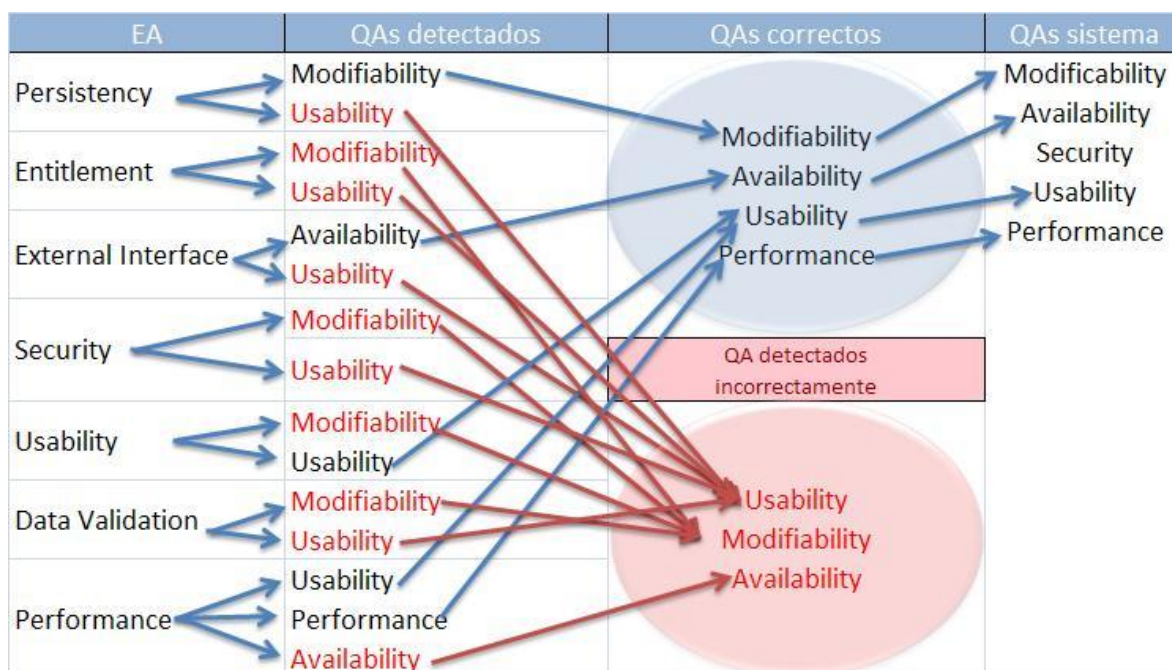 EA QAs detectados QAs correctos QAs sistema
Persistency
Modifiability
Usability
Entitlement
Modifiability
Usability
External Interface
Availability
Usability
Security
Modifiability
Usability
Usability
Modifiability
Usability
Data Validation
Modifiability
Usability
Performance
Usability
Performance
Availability
Modifiability
Availability
Usability
Performance
QA detectados
incorrectamente
Usability
Modifiability
Availability
Modificability
Availability
Security
Usability
Performance